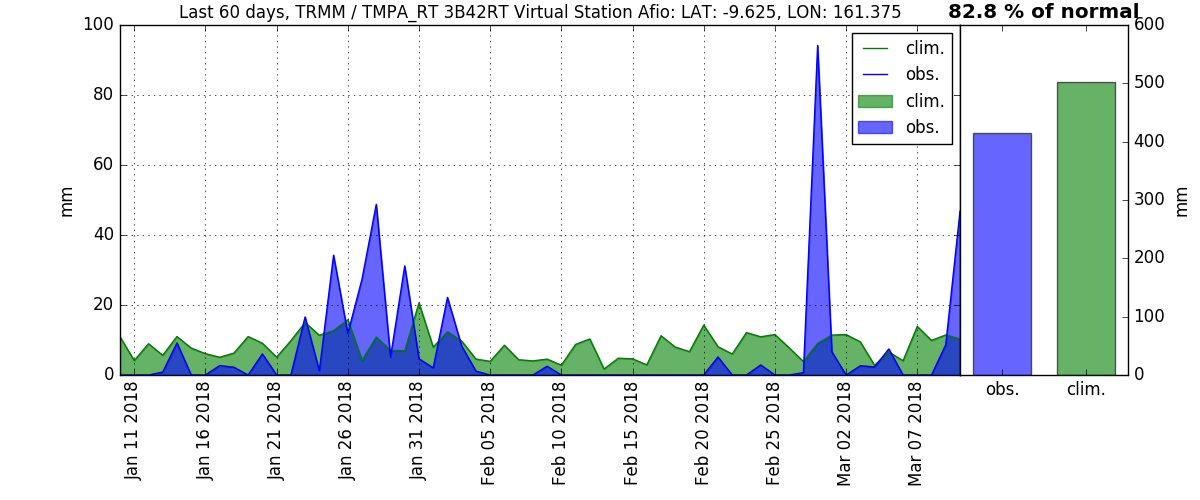 Last 60 days, TRMM / TMPA_RT 3B42RT Virtual Station Afio: LAT: -9.625, LON: 161.375
82.8 % of normal
100
80
60
40
20
0
mm
clim.
obs.
clim.
obs.
600
500
400
300
200
100
0
mm
obs.
clim.
Jan 11 2018
Jan 16 2018
Jan 21 2018
Jan 26 2018
Jan 31 2018
Feb 05 2018
Feb 10 2018
Feb 15 2018
Feb 20 2018
Feb 25 2018
Mar 02 2018
Mar 07 2018